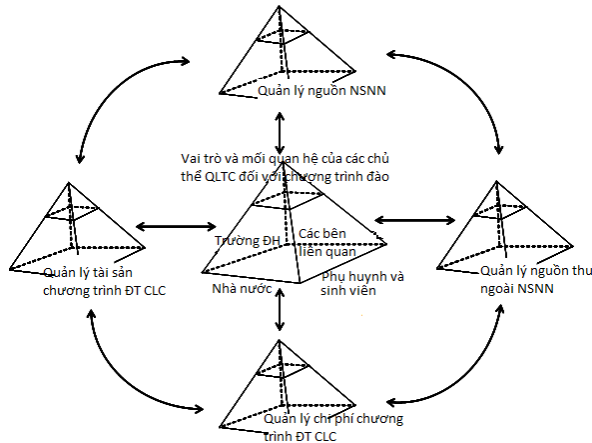 Quản lý nguồn NSNN
Vai trò và mối quan hệ của các chủ
thể QLTC đối với chương trình đào
Trường ĐH
Các bên
liên quan
Nhà nước
Phụ huynh và
sinh viên
Quản lý tài sản
chương trình ĐT CLC
Quản lý nguồn thu
ngoài NSNN
Quản lý chi phí chương
trình ĐT CLC